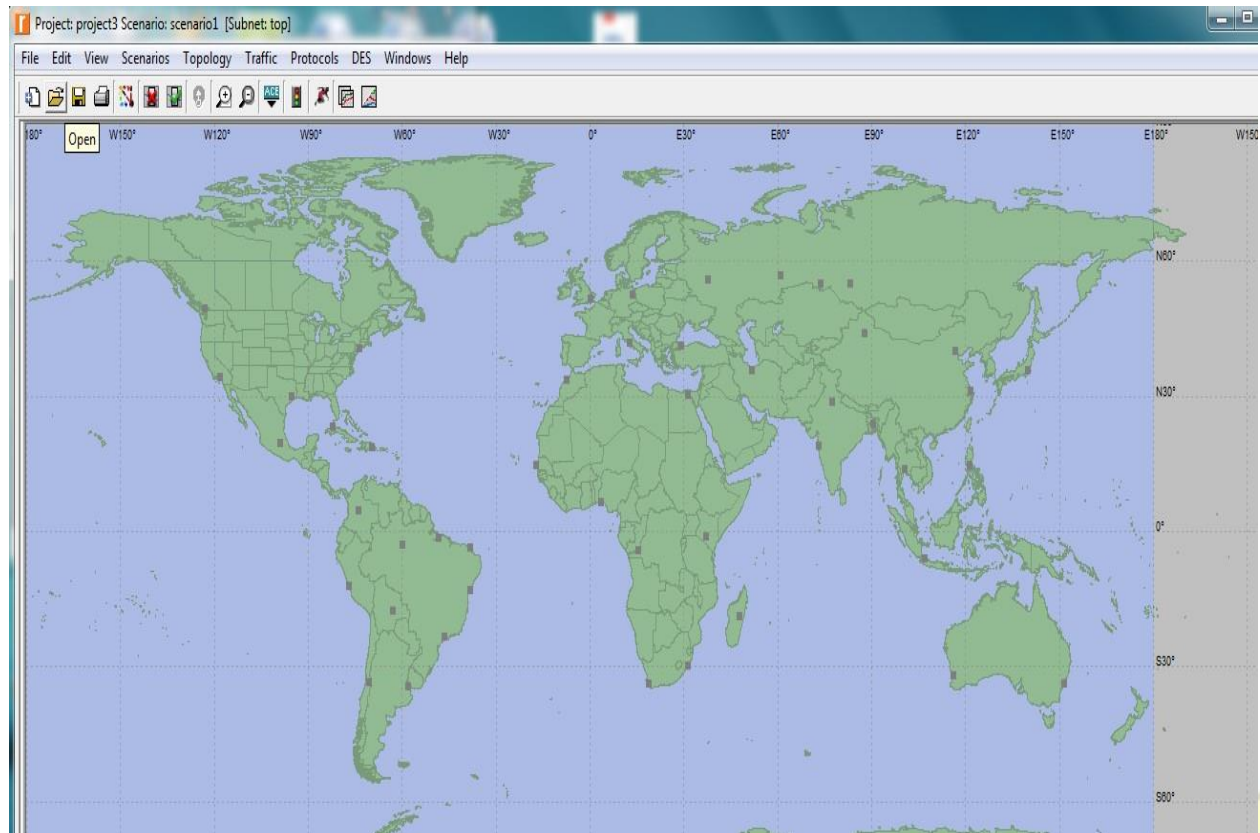 Project: project3 Scenario: scenario1 [Subnet: top]
File Edit View Scenarios Topology Traffic Protocols DES Windows Help
ACE
Open
180° W150° W120° W90° W60° W30° 0° E30° E60° E90° E120° E150° E180° W150
N60°
N30°
0°
S30°
S60°